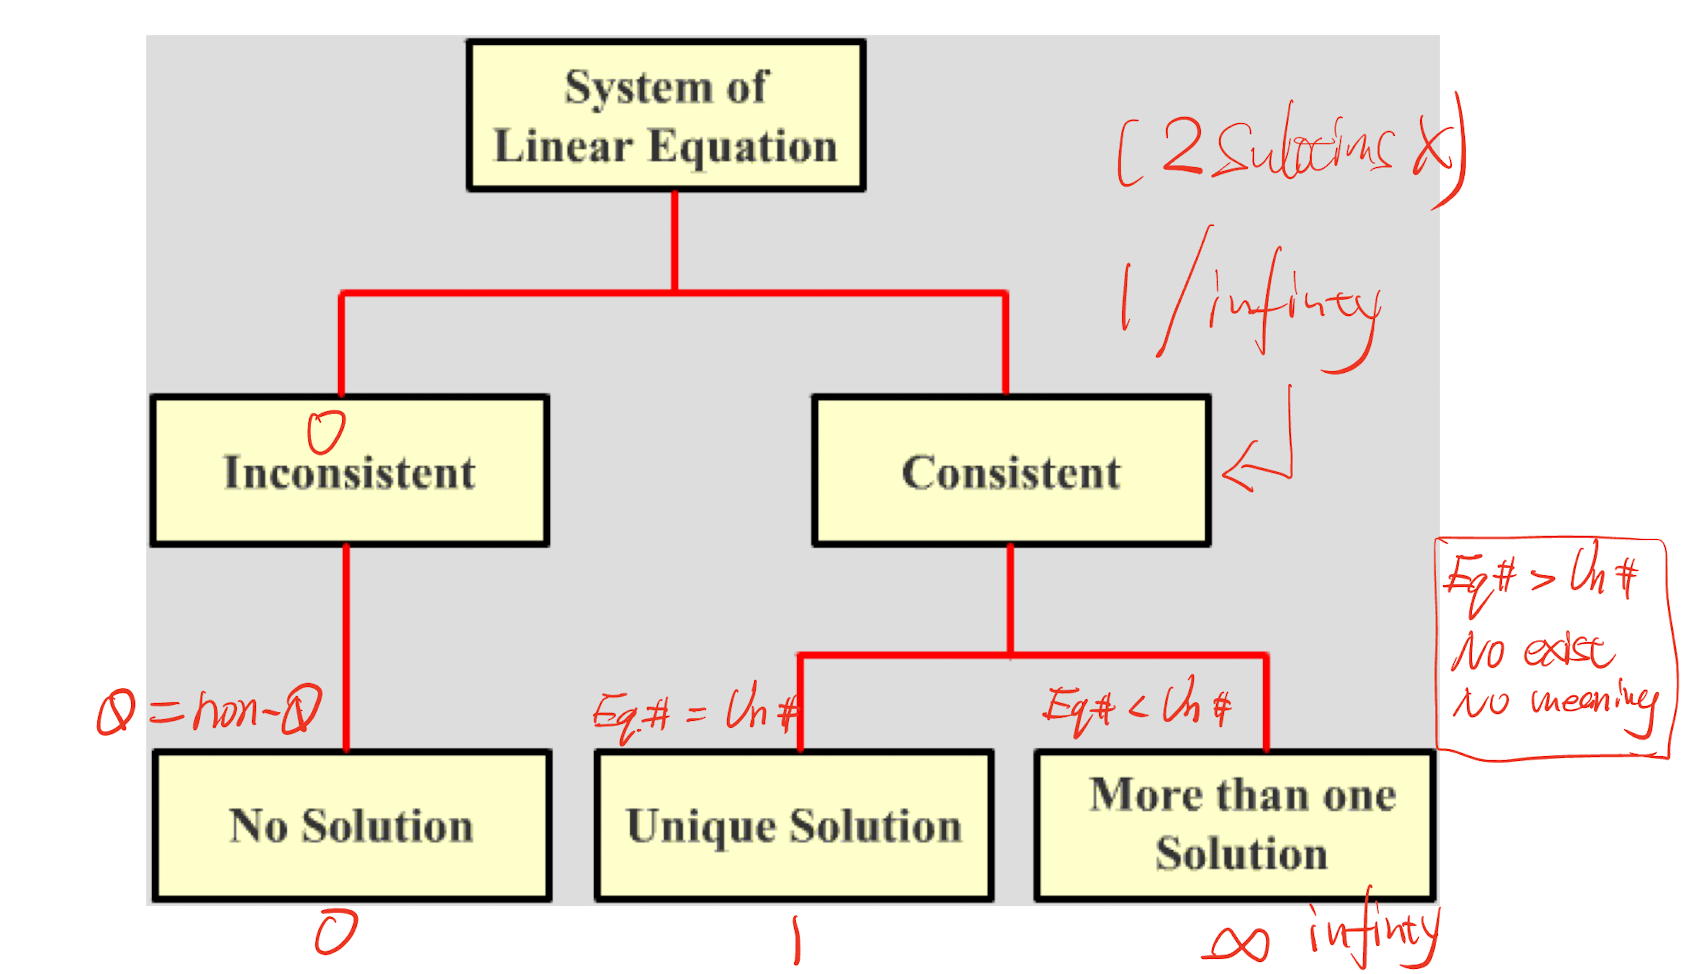 System of
Linear Equation
(2 Sulotims X)
1 / infinty
0
Inconsistent
Consistent
Eq# > Un#
No exist
No meaning
0 = non-0
Eq.# = Un#
Eq# < Un#
No Solution
Unique Solution
More than one
Solution
0
1
∞ infinty